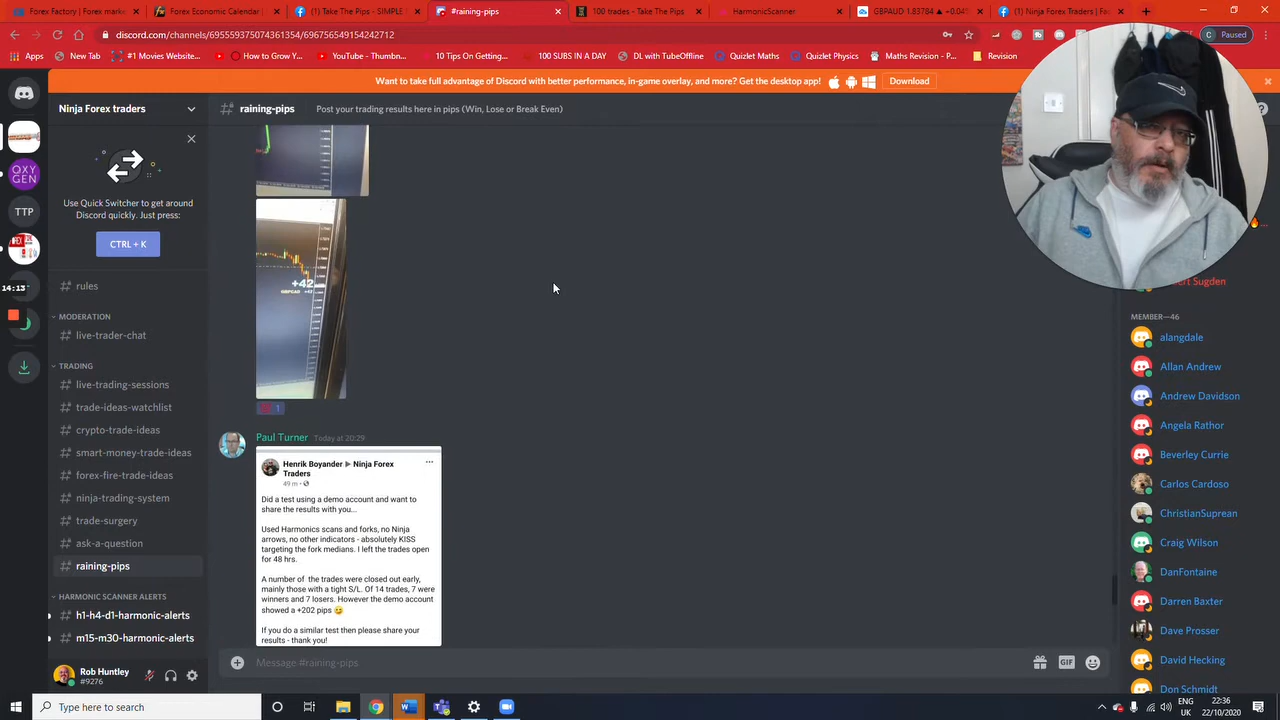 Forex Factory | Forex marke
Forex Economic Calendar |
(1) Take The Pips - SIMPLE T
#raining-pips
100 trades - Take The Pips
HarmonicScanner
GBPAUD 1.83784 ▲ +0.04%
(1) Ninja Forex Traders | Fac
discord.com/channels/695559375074361354/696756549154242712
Paused
Apps
New Tab
#1 Movies Website...
How to Grow Y...
YouTube - Thumbn...
10 Tips On Getting...
100 SUBS IN A DAY
DL with TubeOffline
Quizlet Maths
Quizlet Physics
Maths Revision - P...
Revision
Want to take full advantage of Discord with better performance, in-game overlay, and more? Get the desktop app!
Download
Ninja Forex traders
raining-pips
Post your trading results here in pips (Win, Lose or Break Even)
Use Quick Switcher to get around
Discord quickly. Just press:
CTRL + K
OXY
GEN
TTP
14:13
rules
MODERATION
live-trader-chat
TRADING
live-trading-sessions
trade-ideas-watchlist
crypto-trade-ideas
smart-money-trade-ideas
forex-fire-trade-ideas
ninja-trading-system
trade-surgery
ask-a-question
raining-pips
HARMONIC SCANNER ALERTS
h1-h4-d1-harmonic-alerts
m15-m30-harmonic-alerts
Rob Huntley
#9276
+42
1
Paul Turner Today at 20:29
Henrik Boyander ▶ Ninja Forex
Traders
49 m
Did a test using a demo account and want to
share the results with you...
Used Harmonics scans and forks, no Ninja
arrows, no other indicators - absolutely KISS
targeting the fork medians. I left the trades open
for 48 hrs.
A number of the trades were closed out early,
mainly those with a tight S/L. Of 14 trades, 7 were
winners and 7 losers. However the demo account
showed a +202 pips 😋
If you do a similar test then please share your
results - thank you!
Message #raining-pips
GIF
Sugden
MEMBER—46
alangdale
Allan Andrew
Andrew Davidson
Angela Rathor
Beverley Currie
Carlos Cardoso
ChristianSuprean
Craig Wilson
DanFontaine
Darren Baxter
Dave Prosser
David Hecking
Don Schmidt
Type here to search
ENG
UK
22:36
22/10/2020